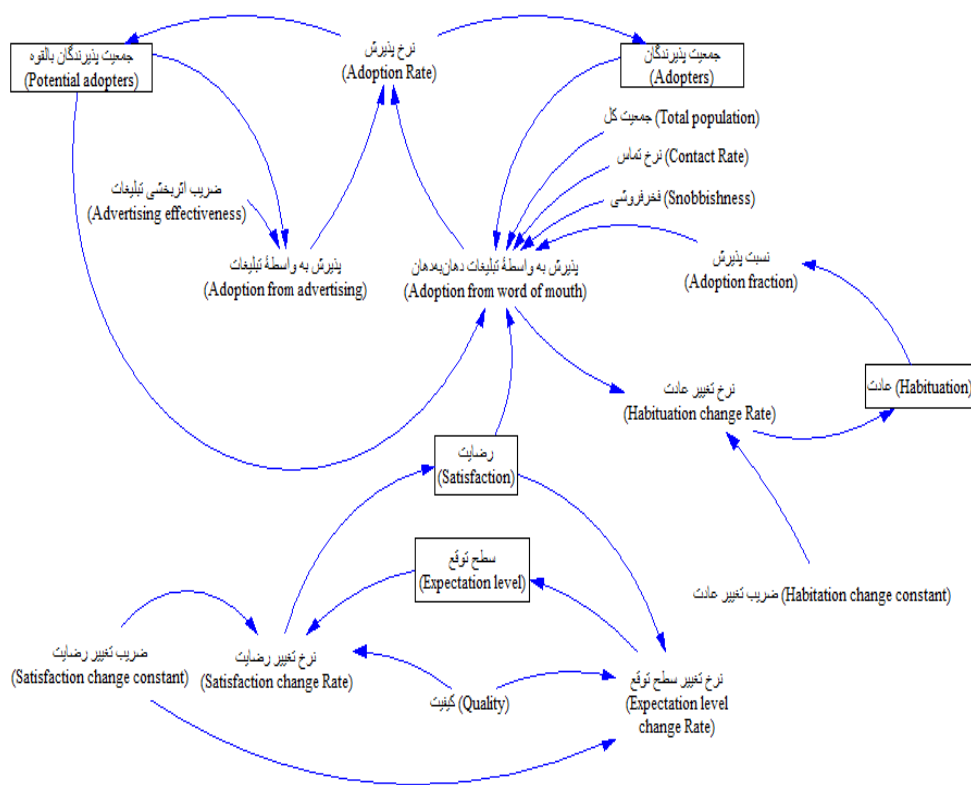 نرخ پذیرش
(Adoption Rate)
جمعیت پذیرندگان بالقوه
(Potential adopters)
جمعیت پذیرندگان
(Adopters)
جمعیت کل (Total population)
نرخ تماس (Contact Rate)
فخرفروشی (Snobbishness)
ضریب اثربخشی تبلیغات
(Advertising effectiveness)
پذیرش به واسطهٔ تبلیغات
(Adoption from advertising)
پذیرش به واسطهٔ تبلیغات دهان‌به‌دهان
(Adoption from word of mouth)
نسبت پذیرش
(Adoption fraction)
عادت (Habituation)
نرخ تغییر عادت
(Habituation change Rate)
رضایت
(Satisfaction)
سطح توقع
(Expectation level)
ضریب تغییر عادت (Habitation change constant)
ضریب تغییر رضایت
(Satisfaction change constant)
نرخ تغییر رضایت
(Satisfaction change Rate)
کیفیت (Quality)
نرخ تغییر سطح توقع
(Expectation level
change Rate)